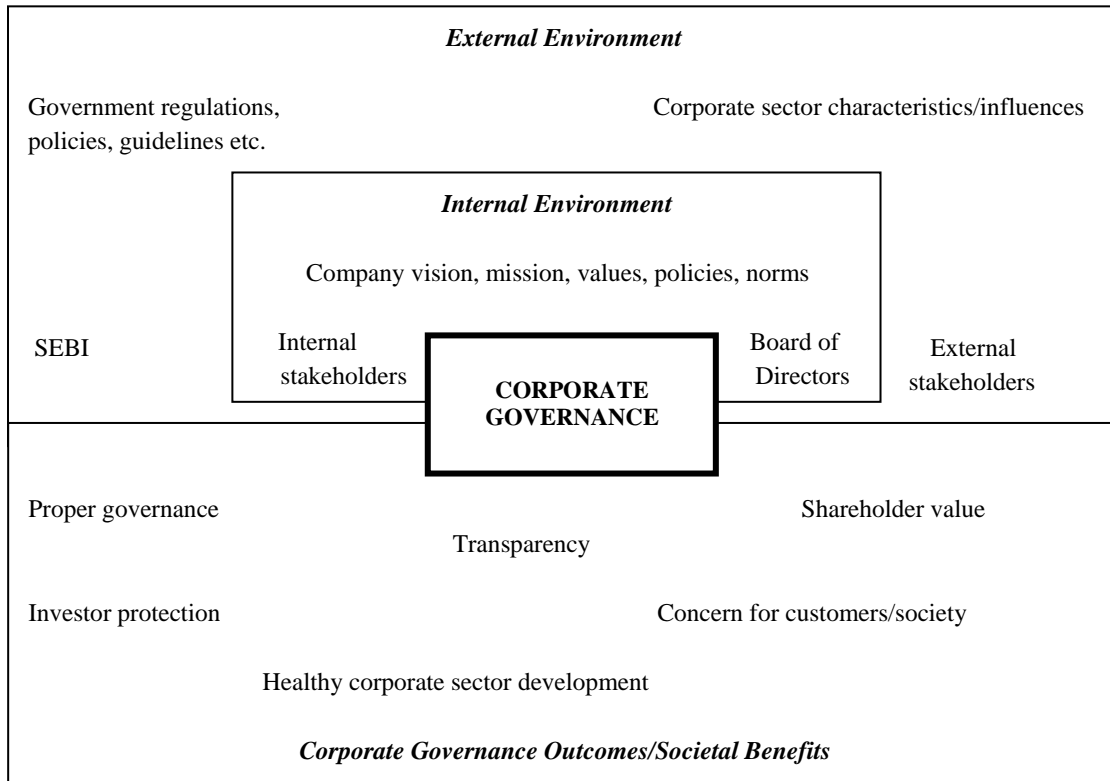 External Environment
Government regulations,
policies, guidelines etc.
Corporate sector characteristics/influences
Internal Environment
Company vision, mission, values, policies, norms
SEBI
Internal
stakeholders
CORPORATE
GOVERNANCE
Board of
Directors
External
stakeholders
Proper governance
Shareholder value
Transparency
Investor protection
Concern for customers/society
Healthy corporate sector development
Corporate Governance Outcomes/Societal Benefits